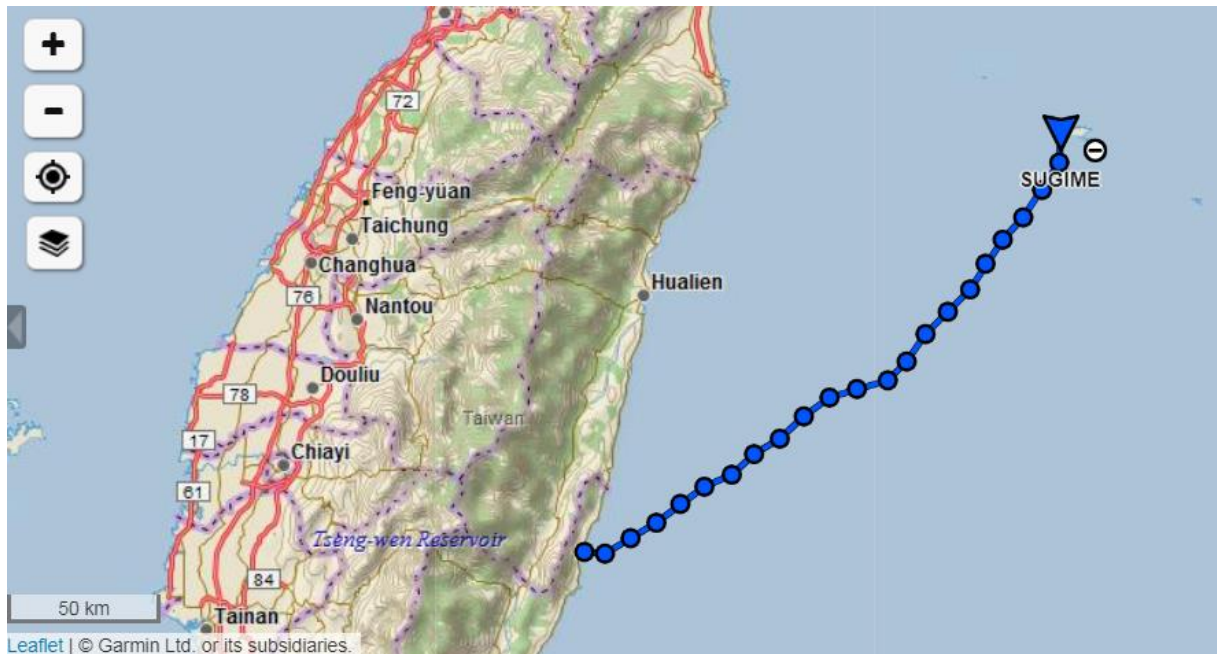 +
72
-
Feng-yüan
SUGIME
Taichung
Changhua
Hualien
76
Nantou
Douliu
78
Taiwan
17
Chiayi
61
Tseng-wen Reservoir
84
50 km
Tainan
Leaflet | © Garmin Ltd. or its subsidiaries.